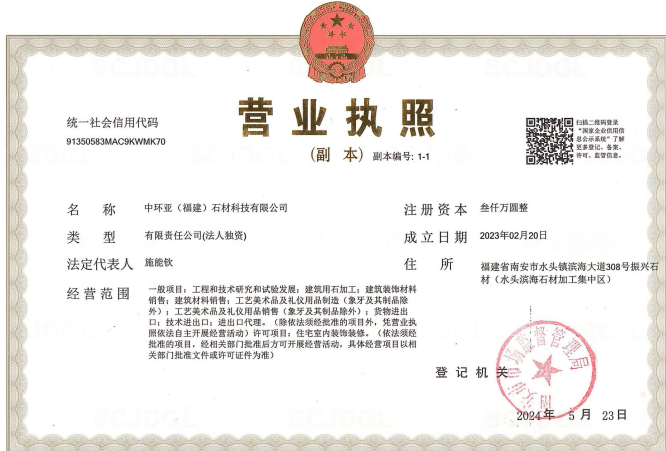 营业执照
(副 本) 副本编号: 1-1
统一社会信用代码
91350583MAC9KWMK70
扫描二维码登录
“国家企业信用信
息公示系统”了解
更多登记、备案、
许可、监管信息。
名 称 中环亚（福建）石材科技有限公司
类 型 有限责任公司(法人独资)
法定代表人 施能钦
经营范围 一般项目：工程和技术研究和试验发展；建筑用石加工；建筑装饰材料
销售；建筑材料销售；工艺美术品及礼仪用品制造（象牙及其制品除
外）；工艺美术品及礼仪用品销售（象牙及其制品除外）；货物进出
口；技术进出口；进出口代理。（除依法须经批准的项目外，凭营业执
照依法自主开展经营活动）许可项目：住宅室内装饰装修。（依法须经
批准的项目，经相关部门批准后方可开展经营活动，具体经营项目以相
关部门批准文件或许可证件为准）
注册资本 叁仟万圆整
成立日期 2023年02月20日
住 所 福建省南安市水头镇滨海大道308号振兴石
材（水头滨海石材加工集中区）
登记机关
南安市市场监督管理局
2024年 5月 23日